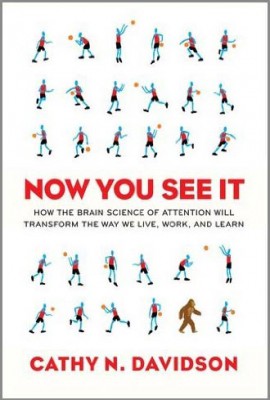 NOW YOU SEE IT
HOW THE BRAIN SCIENCE OF ATTENTION WILL
TRANSFORM THE WAY WE LIVE, WORK, AND LEARN
CATHY N. DAVIDSON